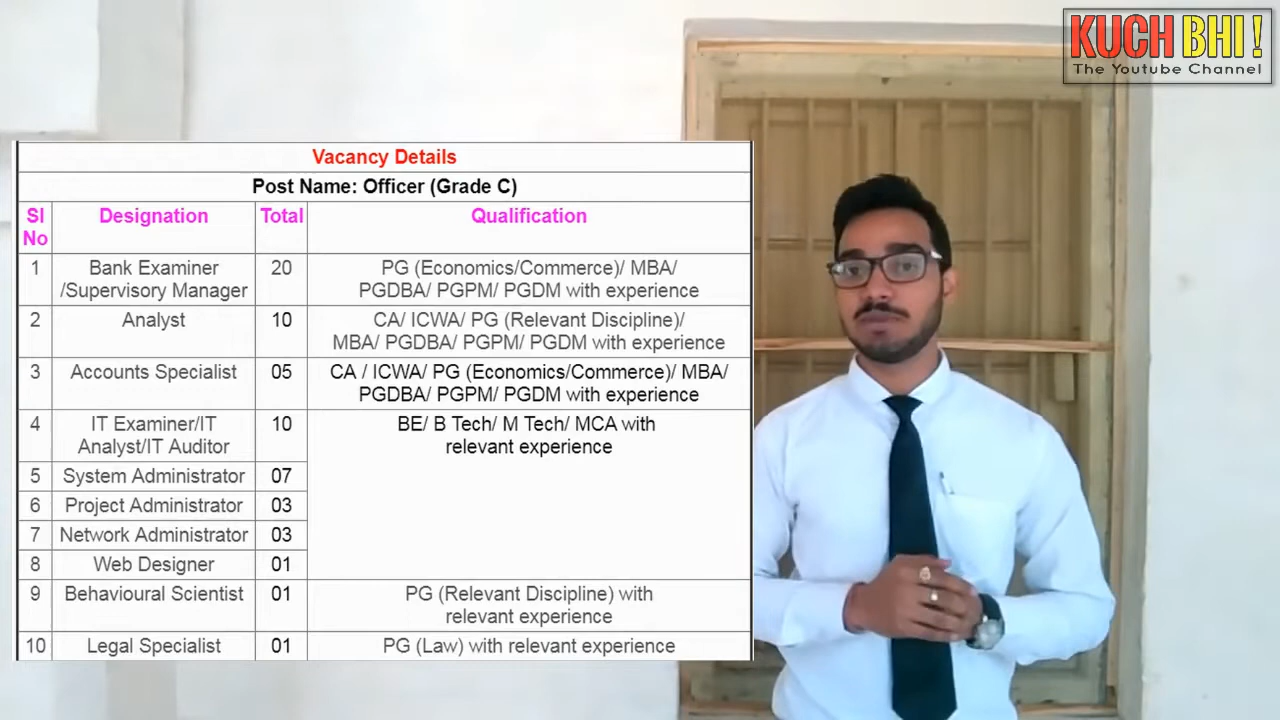 KUCH BHI!
The Youtube Channel
Vacancy Details
Post Name: Officer (Grade C)
Sl No Designation Total Qualification
1 Bank Examiner /Supervisory Manager 20 PG (Economics/Commerce)/ MBA/ PGDBA/ PGPM/ PGDM with experience
2 Analyst 10 CA/ ICWA/ PG (Relevant Discipline)/ MBA/ PGDBA/ PGPM/ PGDM with experience
3 Accounts Specialist 05 CA / ICWA/ PG (Economics/Commerce)/ MBA/ PGDBA/ PGPM/ PGDM with experience
4 IT Examiner/IT Analyst/IT Auditor 10 BE/ B Tech/ M Tech/ MCA with relevant experience
5 System Administrator 07
6 Project Administrator 03
7 Network Administrator 03
8 Web Designer 01
9 Behavioural Scientist 01 PG (Relevant Discipline) with relevant experience
10 Legal Specialist 01 PG (Law) with relevant experience